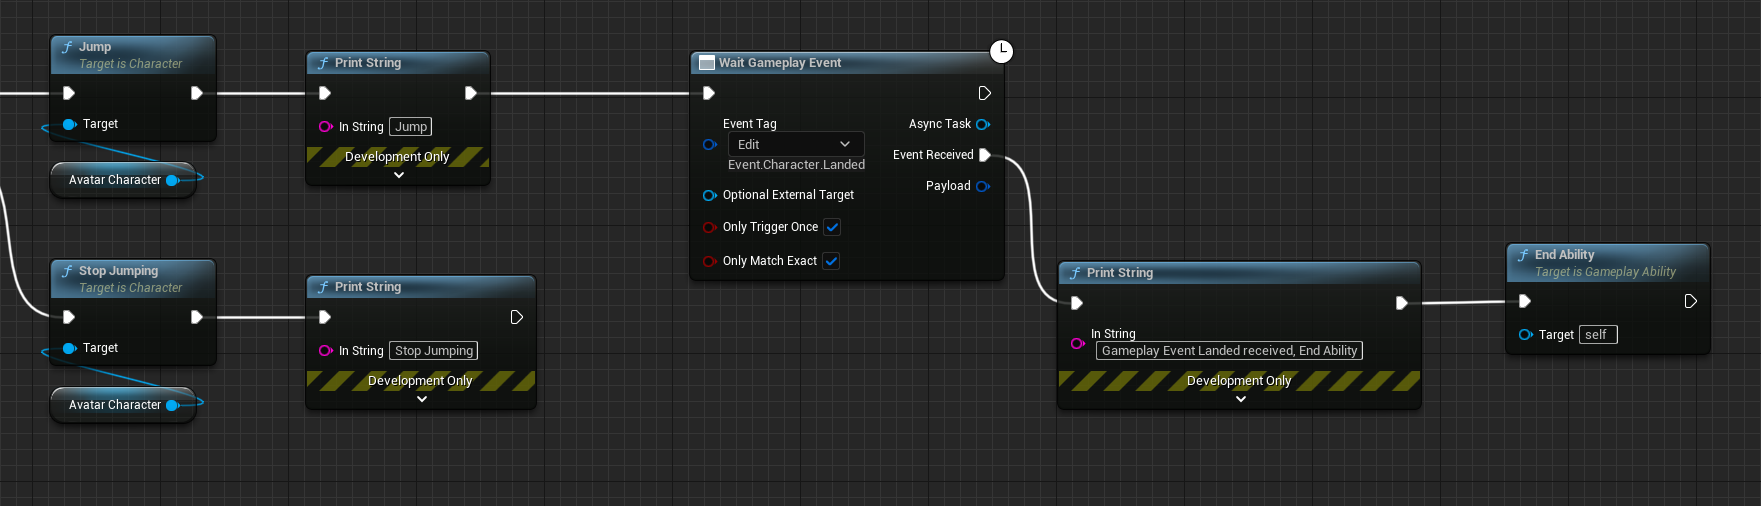 Jump
Target is Character
Target
Avatar Character
Print String
In String Jump
Development Only
Wait Gameplay Event
Event Tag
Edit
Event.Character.Landed
Optional External Target
Only Trigger Once
Only Match Exact
Async Task
Event Received
Payload
Stop Jumping
Target is Character
Target
Avatar Character
Print String
In String Stop Jumping
Development Only
Print String
In String
Gameplay Event Landed received, End Ability
Development Only
End Ability
Target is Gameplay Ability
Target self